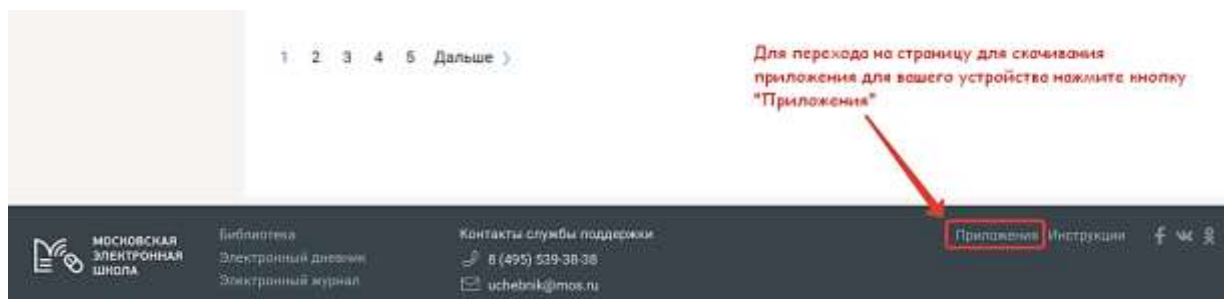 1 2 3 4 5 Дальше
Для перехода на страницу для скачивания
приложения для вашего устройства нажмите кнопку
"Приложения"
МОСКОВСКАЯ
ЭЛЕКТРОННАЯ
ШКОЛА
Библиотека
Электронный дневник
Электронный журнал
Контакты службы поддержки
8 (495) 539-38-38
uchebnik@mos.ru
Приложения Инструкции